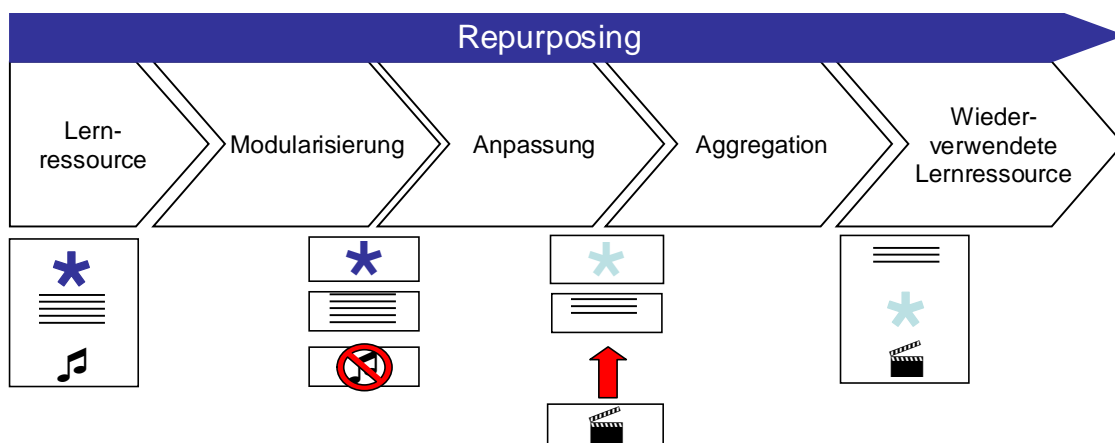 Repurposing
Lern-
ressource
Modularisierung
Anpassung
Aggregation
Wieder-
verwendete
Lernressource